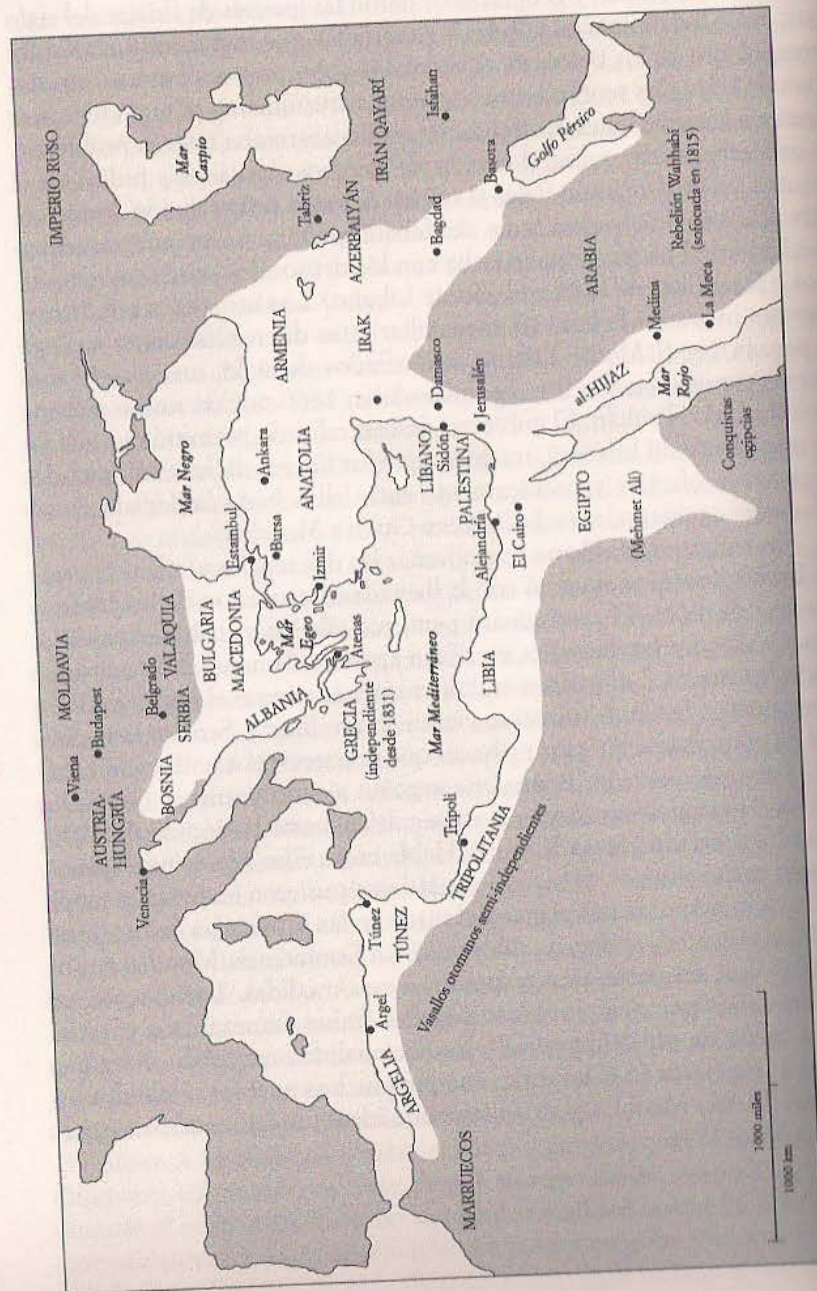 IMPERIO RUSO
Mar
Caspio
Tabriz
AZERBAIYÁN
IRÁN QAYARÍ
Isfahan
Bagdad
Basora
Golfo Pérsico
ARMENIA
IRAK
ARABIA
Rebelión Wahhabí
(sofocada en 1815)
Medina
La Meca
al-HIJAZ
Mar
Rojo
Damasco
Jerusalén
LÍBANO
Sidón
PALESTINA
Mar Negro
Ankara
ANATOLIA
Estambul
Bursa
Izmir
Alejandría
El Cairo
EGIPTO
(Mehmet Alí)
Conquistas
egipcias
MOLDAVIA
Viena
Budapest
AUSTRIA-
HUNGRÍA
Belgrado
VALAQUIA
SERBIA
BOSNIA
BULGARIA
MACEDONIA
Mar
Egeo
Atenas
ALBANIA
GRECIA
(independiente
desde 1831)
Mar Mediterráneo
LIBIA
Venecia
Trípoli
TRIPOLITANIA
Túnez
TÚNEZ
Vasallos otomanos semi-independientes
Argel
ARGELIA
MARRUECOS
1000 miles
1000 km